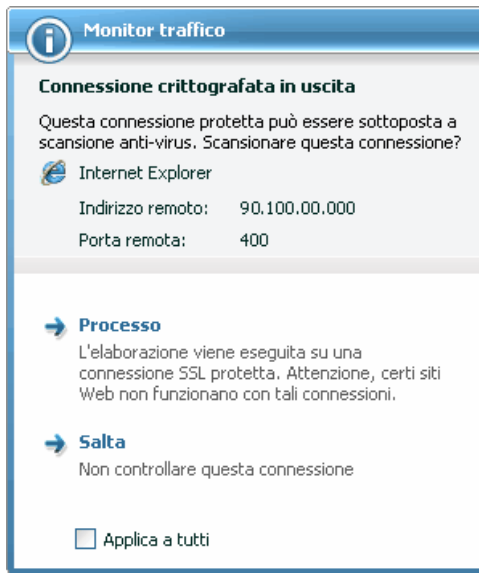 Monitor traffico
Connessione crittografata in uscita
Questa connessione protetta può essere sottoposta a
scansione anti-virus. Scansionare questa connessione?
Internet Explorer
Indirizzo remoto: 90.100.00.000
Porta remota: 400
Processo
L'elaborazione viene eseguita su una
connessione SSL protetta. Attenzione, certi siti
Web non funzionano con tali connessioni.
Salta
Non controllare questa connessione
Applica a tutti